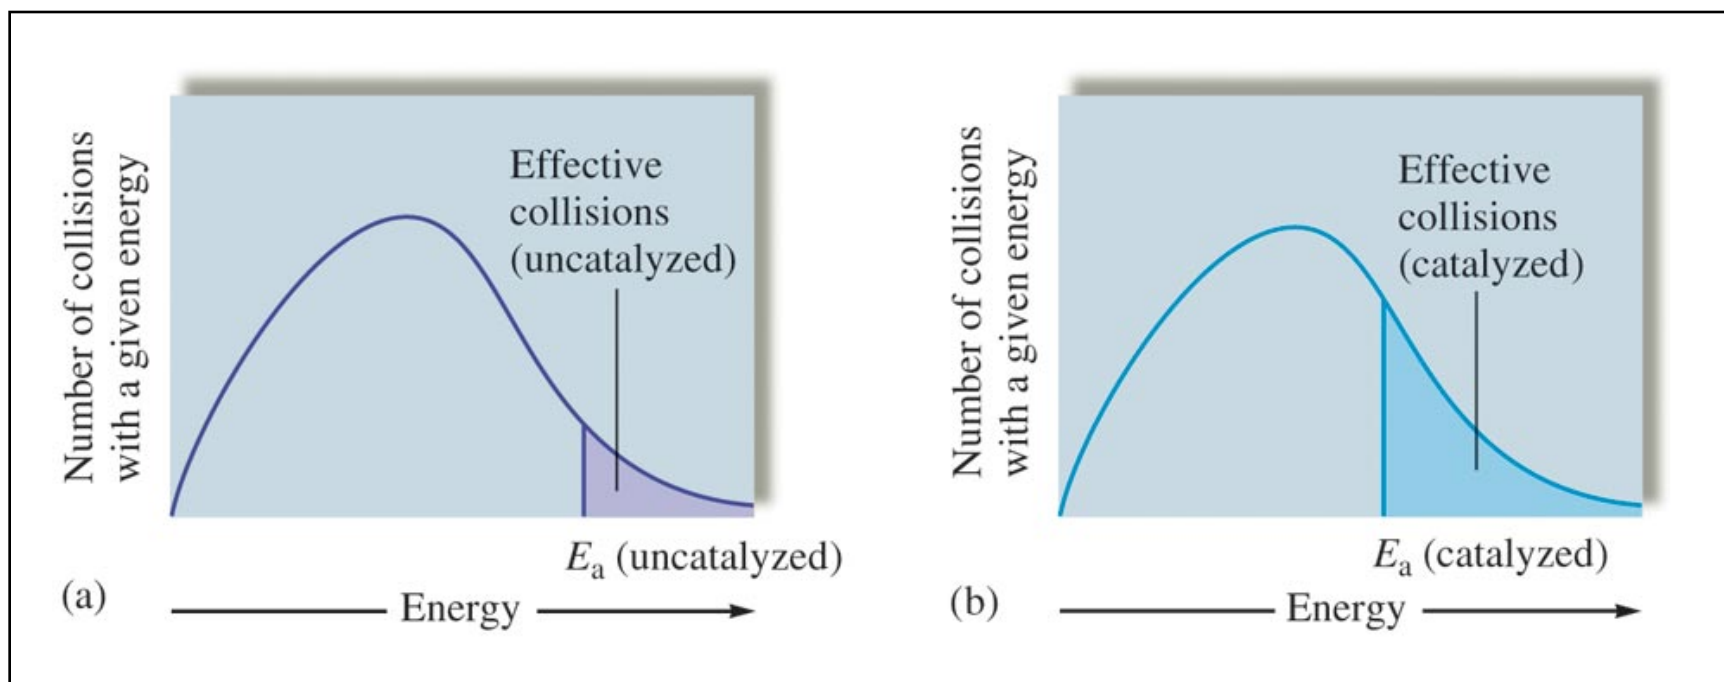 Number of collisions
with a given energy
Effective
collisions
(uncatalyzed)
Ea (uncatalyzed)
(a)
Energy
Number of collisions
with a given energy
Effective
collisions
(catalyzed)
Ea (catalyzed)
(b)
Energy